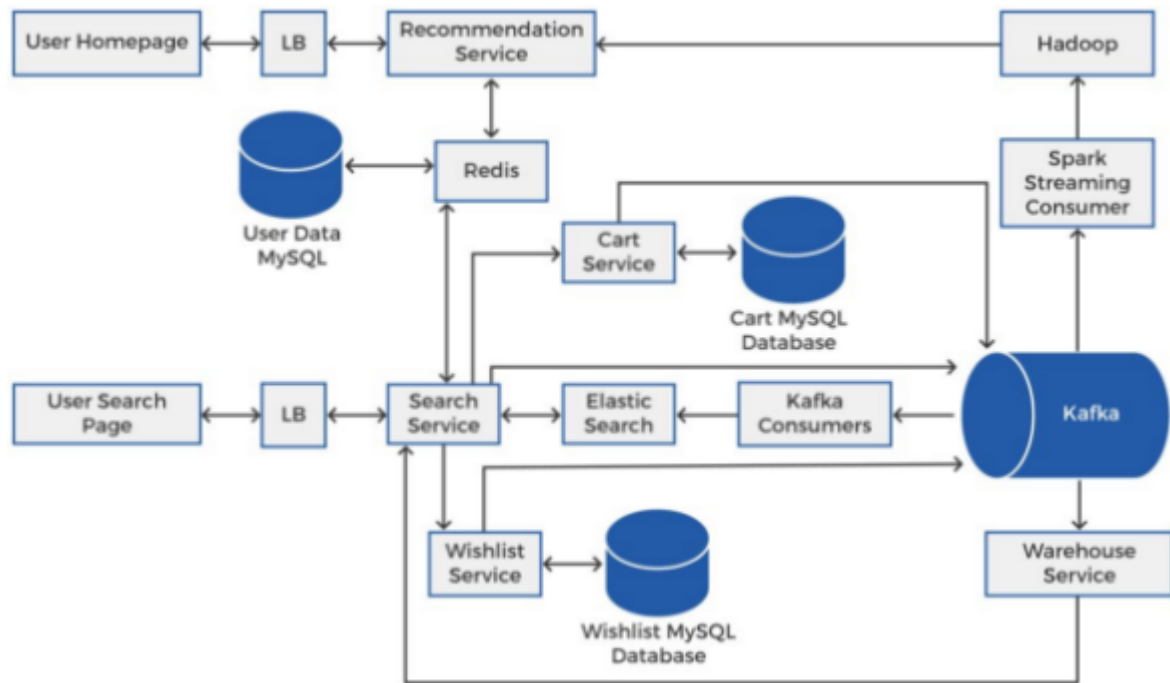 User Homepage
LB
Recommendation
Service
Hadoop
Redis
Spark
Streaming
Consumer
User Data
MySQL
Cart
Service
Cart MySQL
Database
User Search
Page
LB
Search
Service
Elastic
Search
Kafka
Consumers
Kafka
Wishlist
Service
Warehouse
Service
Wishlist MySQL
Database